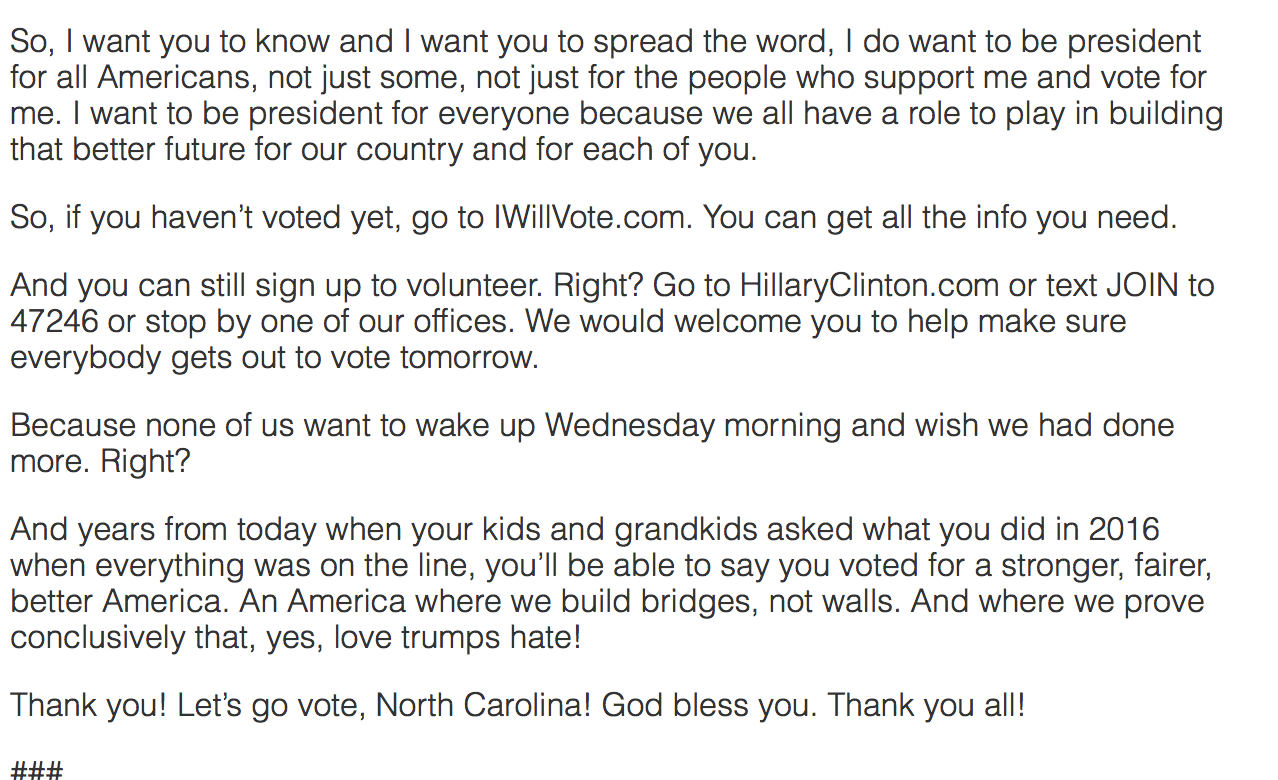 So, I want you to know and I want you to spread the word, I do want to be president
for all Americans, not just some, not just for the people who support me and vote for
me. I want to be president for everyone because we all have a role to play in building
that better future for our country and for each of you.
So, if you haven’t voted yet, go to IWillVote.com. You can get all the info you need.
And you can still sign up to volunteer. Right? Go to HillaryClinton.com or text JOIN to
47246 or stop by one of our offices. We would welcome you to help make sure
everybody gets out to vote tomorrow.
Because none of us want to wake up Wednesday morning and wish we had done
more. Right?
And years from today when your kids and grandkids asked what you did in 2016
when everything was on the line, you’ll be able to say you voted for a stronger, fairer,
better America. An America where we build bridges, not walls. And where we prove
conclusively that, yes, love trumps hate!
Thank you! Let’s go vote, North Carolina! God bless you. Thank you all!
###